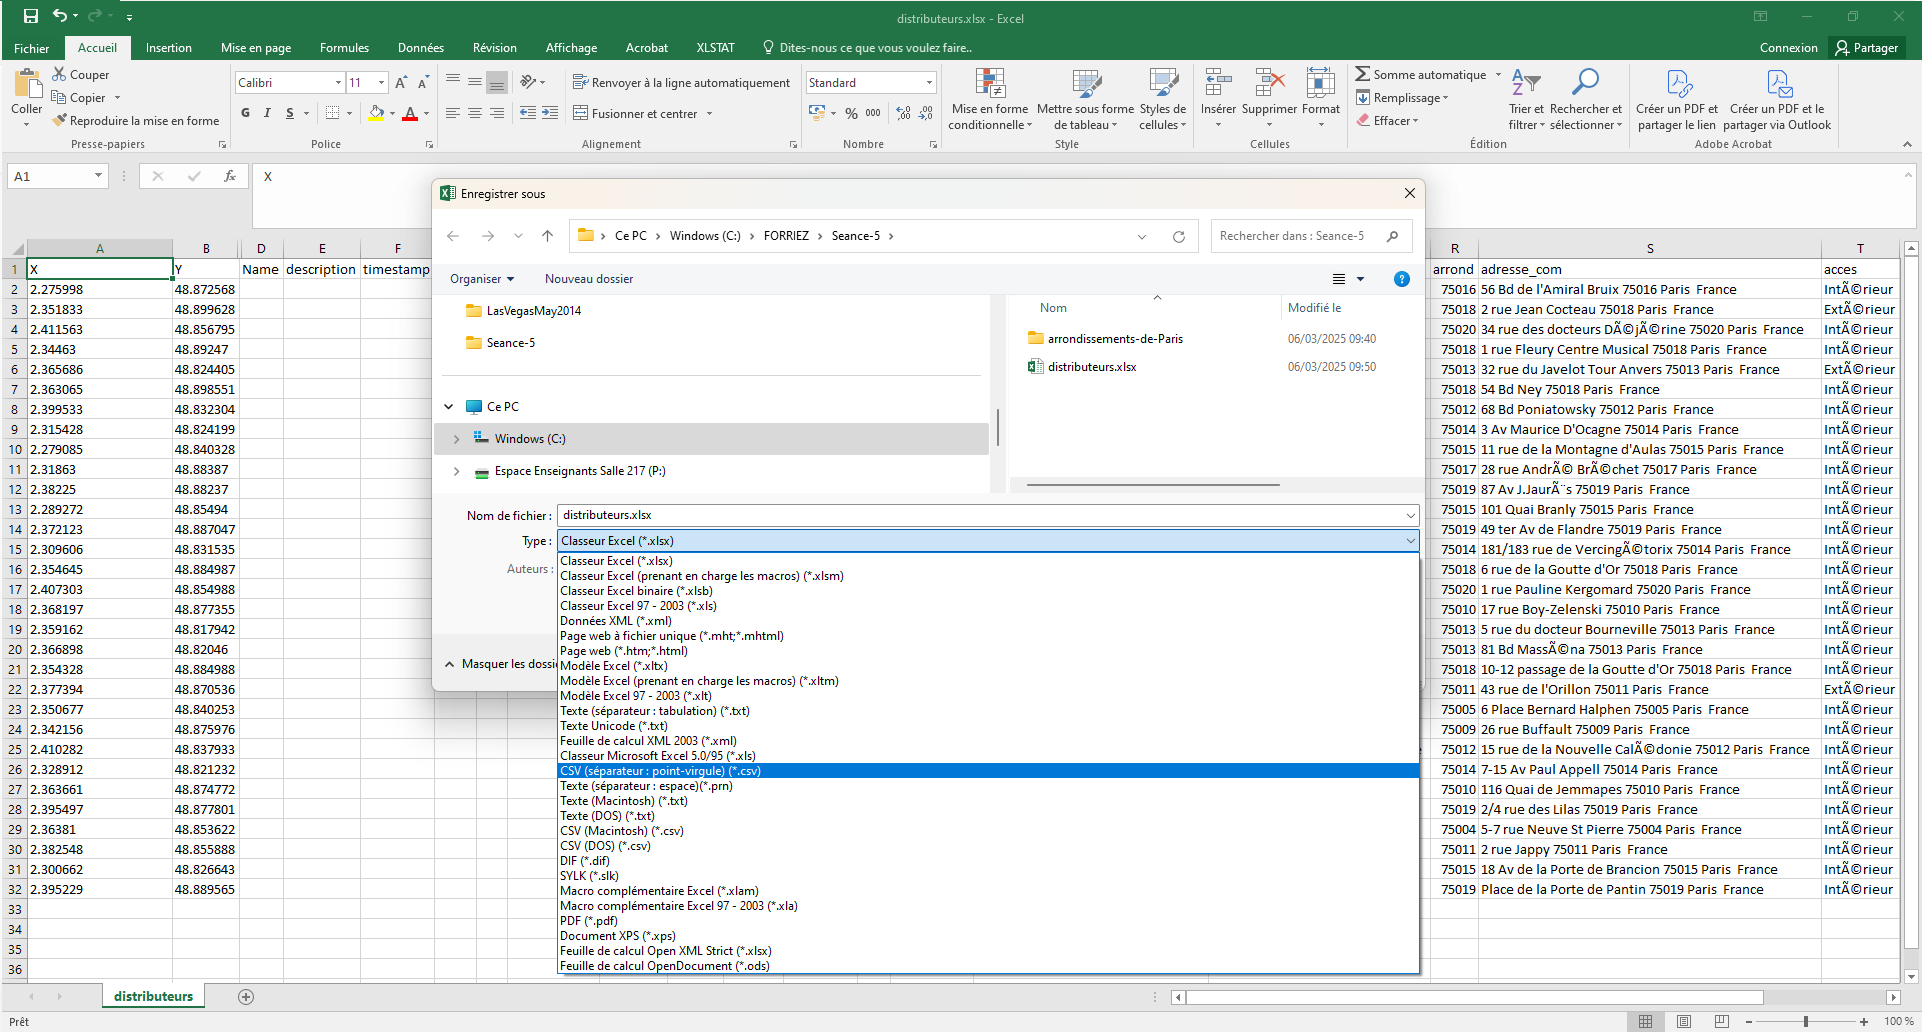 distributeurs.xlsx - Excel
Fichier Accueil Insertion Mise en page Formules Données Révision Affichage Acrobat XLSTAT Dites-nous ce que vous voulez faire.. Connexion Partager
Coller
Couper
Copier
Reproduire la mise en forme
Presse-papiers
Calibri 11
G I S
Police
Renvoyer à la ligne automatiquement
Fusionner et centrer
Alignement
Standard
% 000
Nombre
Mise en forme conditionnelle
Mettre sous forme de tableau
Styles de cellules
Style
Insérer Supprimer Format
Cellules
Somme automatique
Remplissage
Effacer
Trier et filtrer
Rechercher et sélectionner
Édition
Créer un PDF et partager le lien
Créer un PDF et le partager via Outlook
Adobe Acrobat
A1 fx X
Enregistrer sous
Ce PC Windows (C:) FORRIEZ Seance-5
Rechercher dans : Seance-5
Organiser Nouveau dossier
LasVegasMay2014
Seance-5
Ce PC
Windows (C:)
Espace Enseignants Salle 217 (P:)
Nom Modifié le
arrondissements-de-Paris 06/03/2025 09:40
distributeurs.xlsx 06/03/2025 09:50
Nom de fichier : distributeurs.xlsx
Type : Classeur Excel (*.xlsx)
Auteurs :
Masquer les dossie
Classeur Excel (*.xlsx)
Classeur Excel (prenant en charge les macros) (*.xlsm)
Classeur Excel binaire (*.xlsb)
Classeur Excel 97 - 2003 (*.xls)
Données XML (*.xml)
Page web à fichier unique (*.mht;*.mhtml)
Page web (*.htm;*.html)
Modèle Excel (*.xltx)
Modèle Excel (prenant en charge les macros) (*.xltm)
Modèle Excel 97 - 2003 (*.xlt)
Texte (séparateur : tabulation) (*.txt)
Texte Unicode (*.txt)
Feuille de calcul XML 2003 (*.xml)
Classeur Microsoft Excel 5.0/95 (*.xls)
CSV (séparateur : point-virgule) (*.csv)
Texte (séparateur : espace)(*.prn)
Texte (Macintosh) (*.txt)
Texte (DOS) (*.txt)
CSV (Macintosh) (*.csv)
CSV (DOS) (*.csv)
DIF (*.dif)
SYLK (*.slk)
Macro complémentaire Excel (*.xlam)
Macro complémentaire Excel 97 - 2003 (*.xla)
PDF (*.pdf)
Document XPS (*.xps)
Feuille de calcul Open XML Strict (*.xlsx)
Feuille de calcul OpenDocument (*.ods)
A B D E F R S T
1 X Y Name description timestamp arrond adresse_com acces
2 2.275998 48.872568 75016 56 Bd de l'Amiral Bruix 75016 Paris France IntÃ©rieur
3 2.351833 48.899628 75018 2 rue Jean Cocteau 75018 Paris France ExtÃ©rieur
4 2.411563 48.856795 75020 34 rue des docteurs DÃ©jÃ©rine 75020 Paris France IntÃ©rieur
5 2.34463 48.89247 75018 1 rue Fleury Centre Musical 75018 Paris France IntÃ©rieur
6 2.365686 48.824405 75013 32 rue du Javelot Tour Anvers 75013 Paris France ExtÃ©rieur
7 2.363065 48.898551 75018 54 Bd Ney 75018 Paris France IntÃ©rieur
8 2.399533 48.832304 75012 68 Bd Poniatowsky 75012 Paris France IntÃ©rieur
9 2.315428 48.824199 75014 3 Av Maurice D'Ocagne 75014 Paris France IntÃ©rieur
10 2.279085 48.840328 75015 11 rue de la Montagne d'Aulas 75015 Paris France IntÃ©rieur
11 2.31863 48.88387 75017 28 rue AndrÃ© BrÃ©chet 75017 Paris France IntÃ©rieur
12 2.38225 48.88237 75019 87 Av J.JaurÃ¨s 75019 Paris France IntÃ©rieur
13 2.289272 48.85494 75015 101 Quai Branly 75015 Paris France IntÃ©rieur
14 2.372123 48.887047 75019 49 ter Av de Flandre 75019 Paris France IntÃ©rieur
15 2.309606 48.831535 75014 181/183 rue de VercingÃ©torix 75014 Paris France IntÃ©rieur
16 2.354645 48.884987 75018 6 rue de la Goutte d'Or 75018 Paris France IntÃ©rieur
17 2.407303 48.854988 75020 1 rue Pauline Kergomard 75020 Paris France IntÃ©rieur
18 2.368197 48.877355 75010 17 rue Boy-Zelenski 75010 Paris France IntÃ©rieur
19 2.359162 48.817942 75013 5 rue du docteur Bourneville 75013 Paris France IntÃ©rieur
20 2.366898 48.82046 75013 81 Bd MassÃ©na 75013 Paris France IntÃ©rieur
21 2.354328 48.884988 75018 10-12 passage de la Goutte d'Or 75018 Paris France IntÃ©rieur
22 2.377394 48.870536 75011 43 rue de l'Orillon 75011 Paris France ExtÃ©rieur
23 2.350677 48.840253 75005 6 Place Bernard Halphen 75005 Paris France IntÃ©rieur
24 2.342156 48.875976 75009 26 rue Buffault 75009 Paris France IntÃ©rieur
25 2.410282 48.837933 75012 15 rue de la Nouvelle CalÃ©donie 75012 Paris France IntÃ©rieur
26 2.328912 48.821232 75014 7-15 Av Paul Appell 75014 Paris France IntÃ©rieur
27 2.363661 48.874772 75010 116 Quai de Jemmapes 75010 Paris France IntÃ©rieur
28 2.395497 48.877801 75019 2/4 rue des Lilas 75019 Paris France IntÃ©rieur
29 2.36381 48.853622 75004 5-7 rue Neuve St Pierre 75004 Paris France IntÃ©rieur
30 2.382548 48.855888 75011 2 rue Jappy 75011 Paris France IntÃ©rieur
31 2.300662 48.826643 75015 18 Av de la Porte de Brancion 75015 Paris France IntÃ©rieur
32 2.395229 48.889565 75019 Place de la Porte de Pantin 75019 Paris France IntÃ©rieur
33
34
35
36
distributeurs
Prêt 100 %